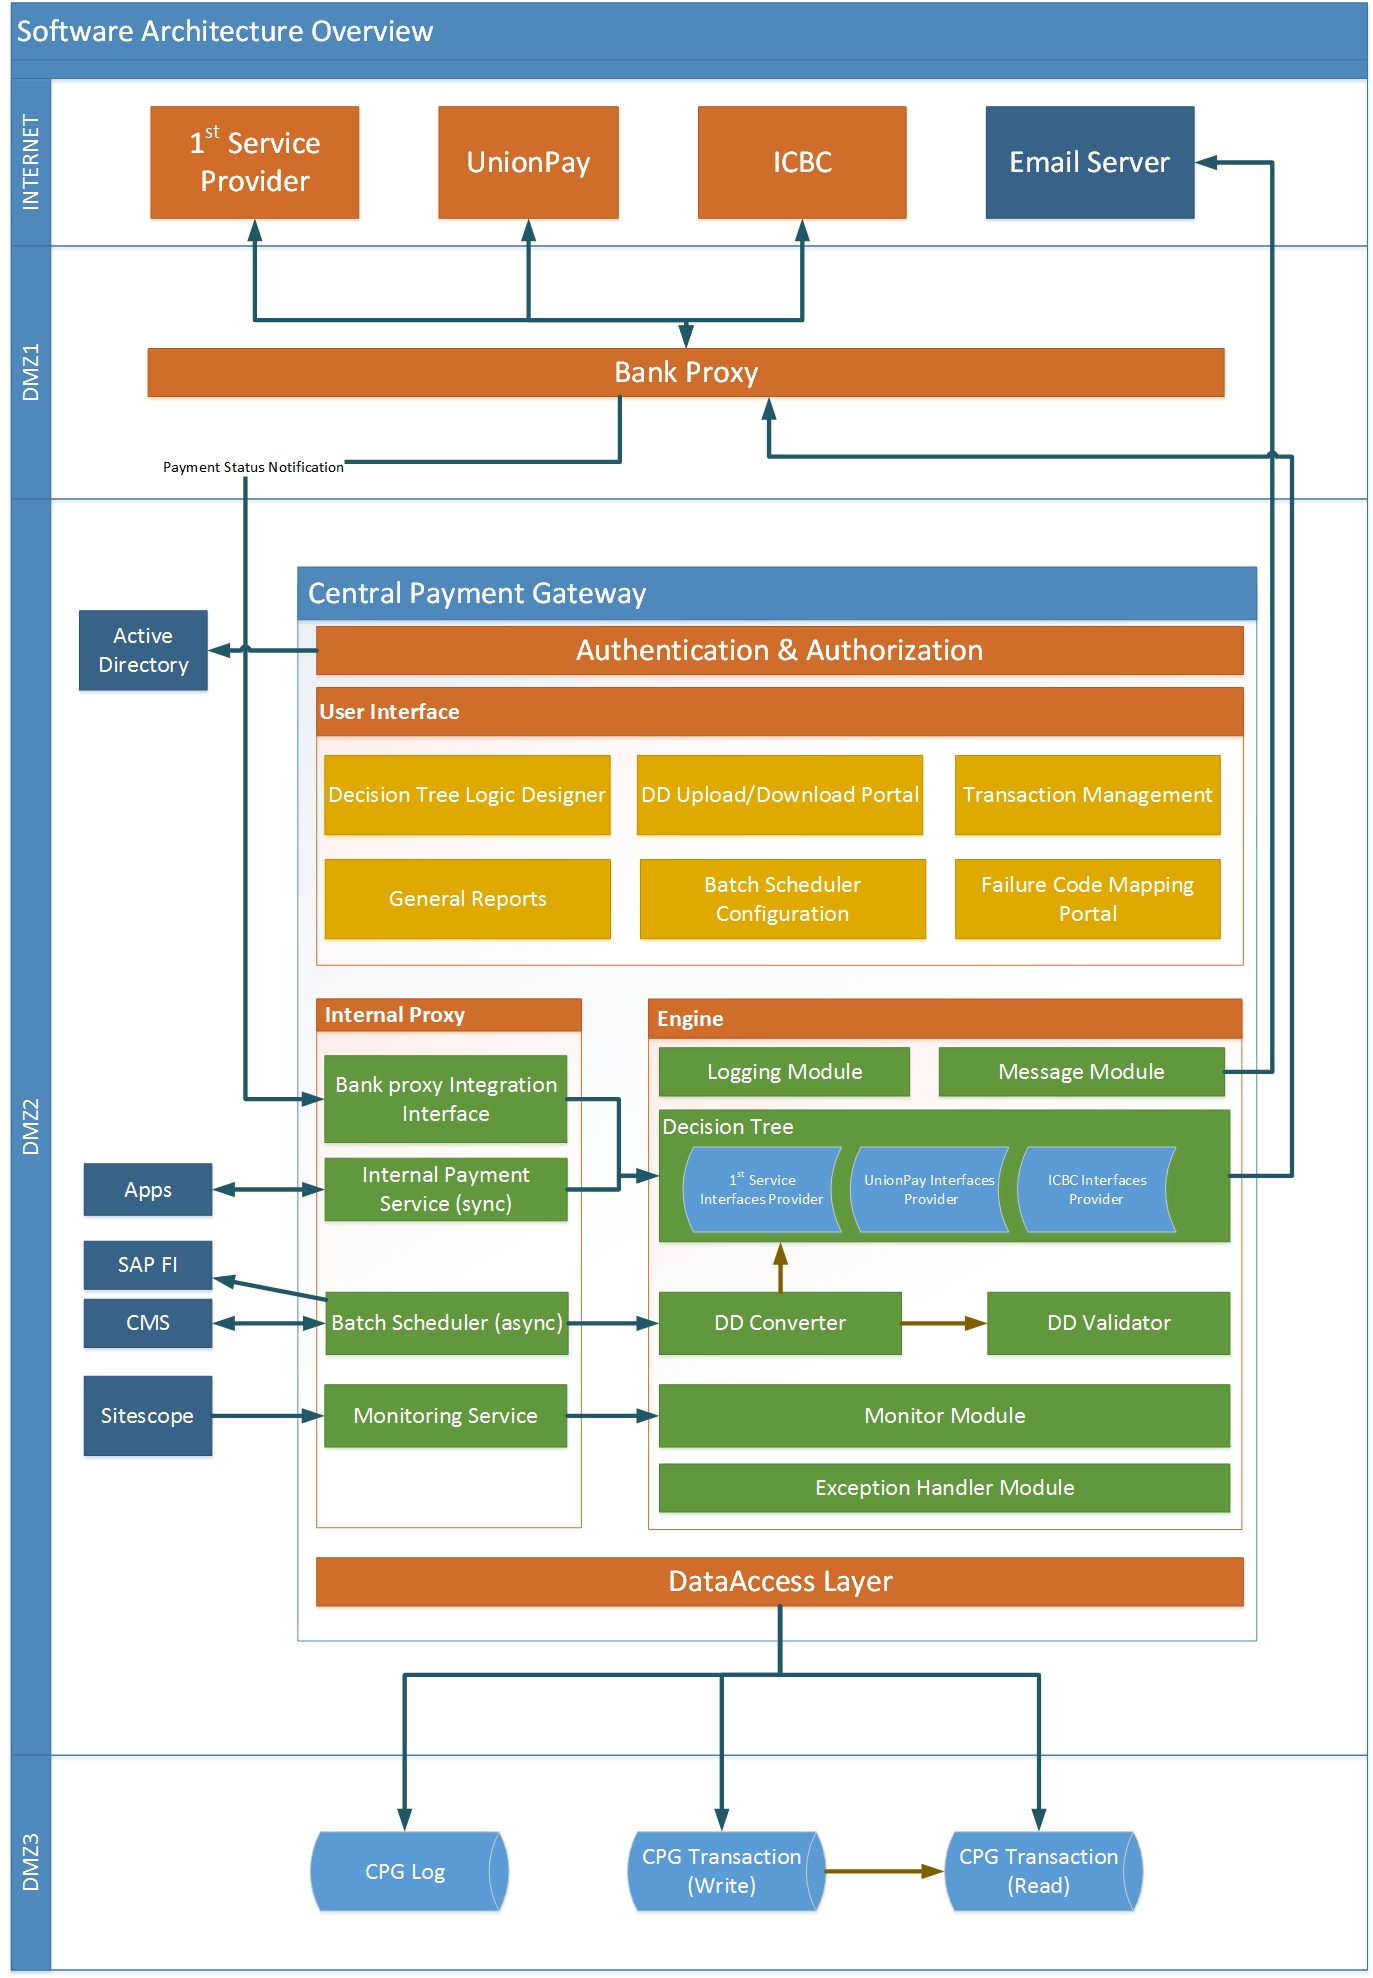 Software Architecture Overview
INTERNET
1st Service
Provider
UnionPay
ICBC
Email Server
DMZ1
Bank Proxy
Payment Status Notification
DMZ2
Central Payment Gateway
Active
Directory
Authentication & Authorization
User Interface
Decision Tree Logic Designer
DD Upload/Download Portal
Transaction Management
General Reports
Batch Scheduler
Configuration
Failure Code Mapping
Portal
Internal Proxy
Engine
Bank proxy Integration
Interface
Logging Module
Message Module
Decision Tree
Apps
Internal Payment
Service (sync)
1st Service
Interfaces Provider
UnionPay Interfaces
Provider
ICBC Interfaces
Provider
SAP FI
CMS
Batch Scheduler (async)
DD Converter
DD Validator
Sitescope
Monitoring Service
Monitor Module
Exception Handler Module
DataAccess Layer
DMZ3
CPG Log
CPG Transaction
(Write)
CPG Transaction
(Read)